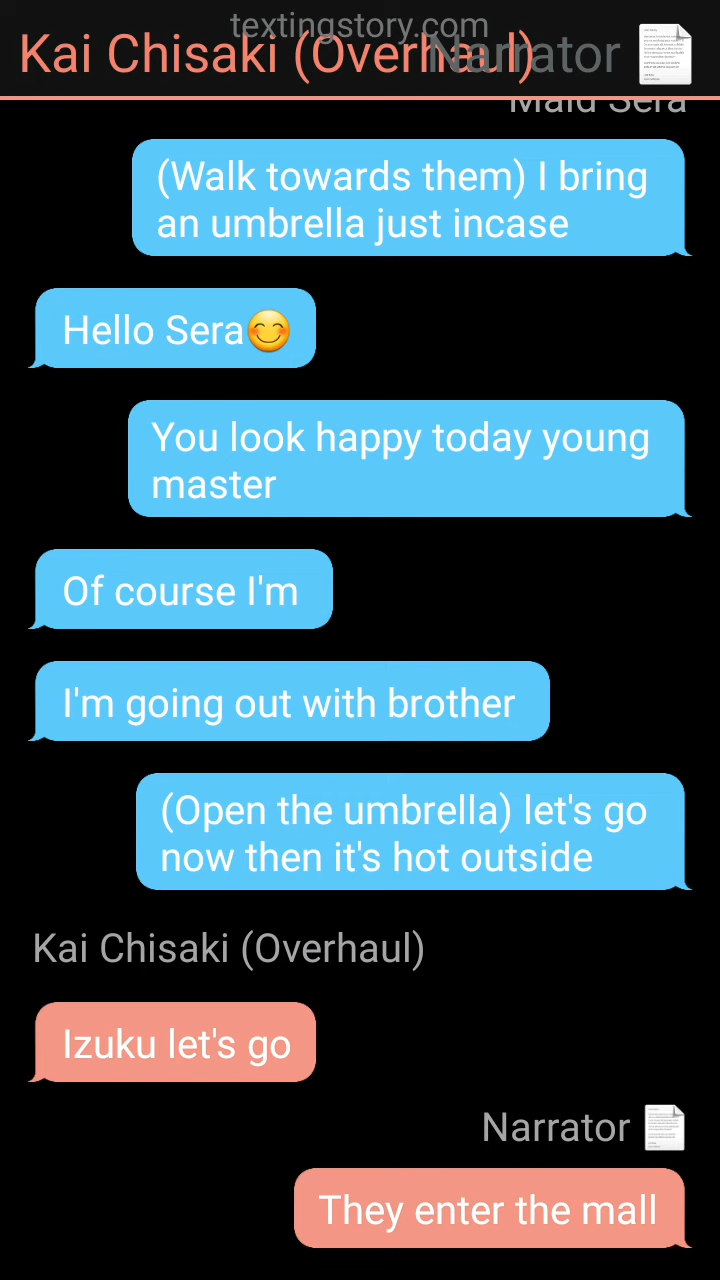 textingstory.com
Kai Chisaki (Overhaul)
Narrator
Maid Sera
(Walk towards them) I bring
an umbrella just incase
Hello Sera😊
You look happy today young
master
Of course I'm
I'm going out with brother
(Open the umbrella) let's go
now then it's hot outside
Kai Chisaki (Overhaul)
Izuku let's go
Narrator
They enter the mall